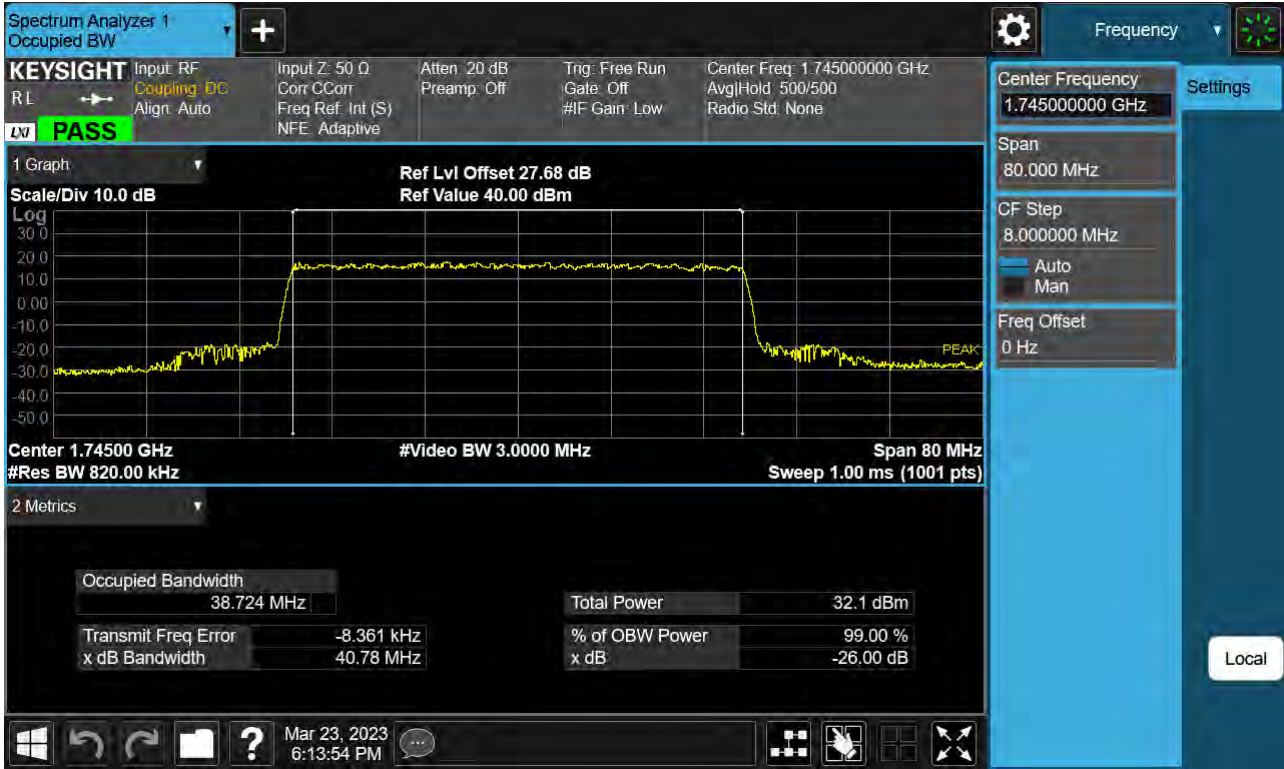 Spectrum Analyzer 1
Occupied BW
+
Frequency
KEYSIGHT
R L
LXI
PASS
Input: RF
Coupling: DC
Align: Auto
Input Z: 50 Ω
Corr CCorr
Freq Ref: Int (S)
NFE: Adaptive
Atten: 20 dB
Preamp: Off
Trig: Free Run
Gate: Off
#IF Gain: Low
Center Freq: 1.745000000 GHz
Avg|Hold: 500/500
Radio Std: None
Center Frequency
1.745000000 GHz
Settings
Span
80.000 MHz
CF Step
8.000000 MHz
Auto
Man
Freq Offset
0 Hz
Local
1 Graph
Scale/Div 10.0 dB
Ref Lvl Offset 27.68 dB
Ref Value 40.00 dBm
Log
30.0
20.0
10.0
0.00
-10.0
-20.0
-30.0
-40.0
-50.0
PEAK
Center 1.74500 GHz
#Video BW 3.0000 MHz
Span 80 MHz
#Res BW 820.00 kHz
Sweep 1.00 ms (1001 pts)
2 Metrics
Occupied Bandwidth
38.724 MHz
Total Power 32.1 dBm
Transmit Freq Error -8.361 kHz
% of OBW Power 99.00 %
x dB Bandwidth 40.78 MHz
x dB -26.00 dB
?
Mar 23, 2023
6:13:54 PM